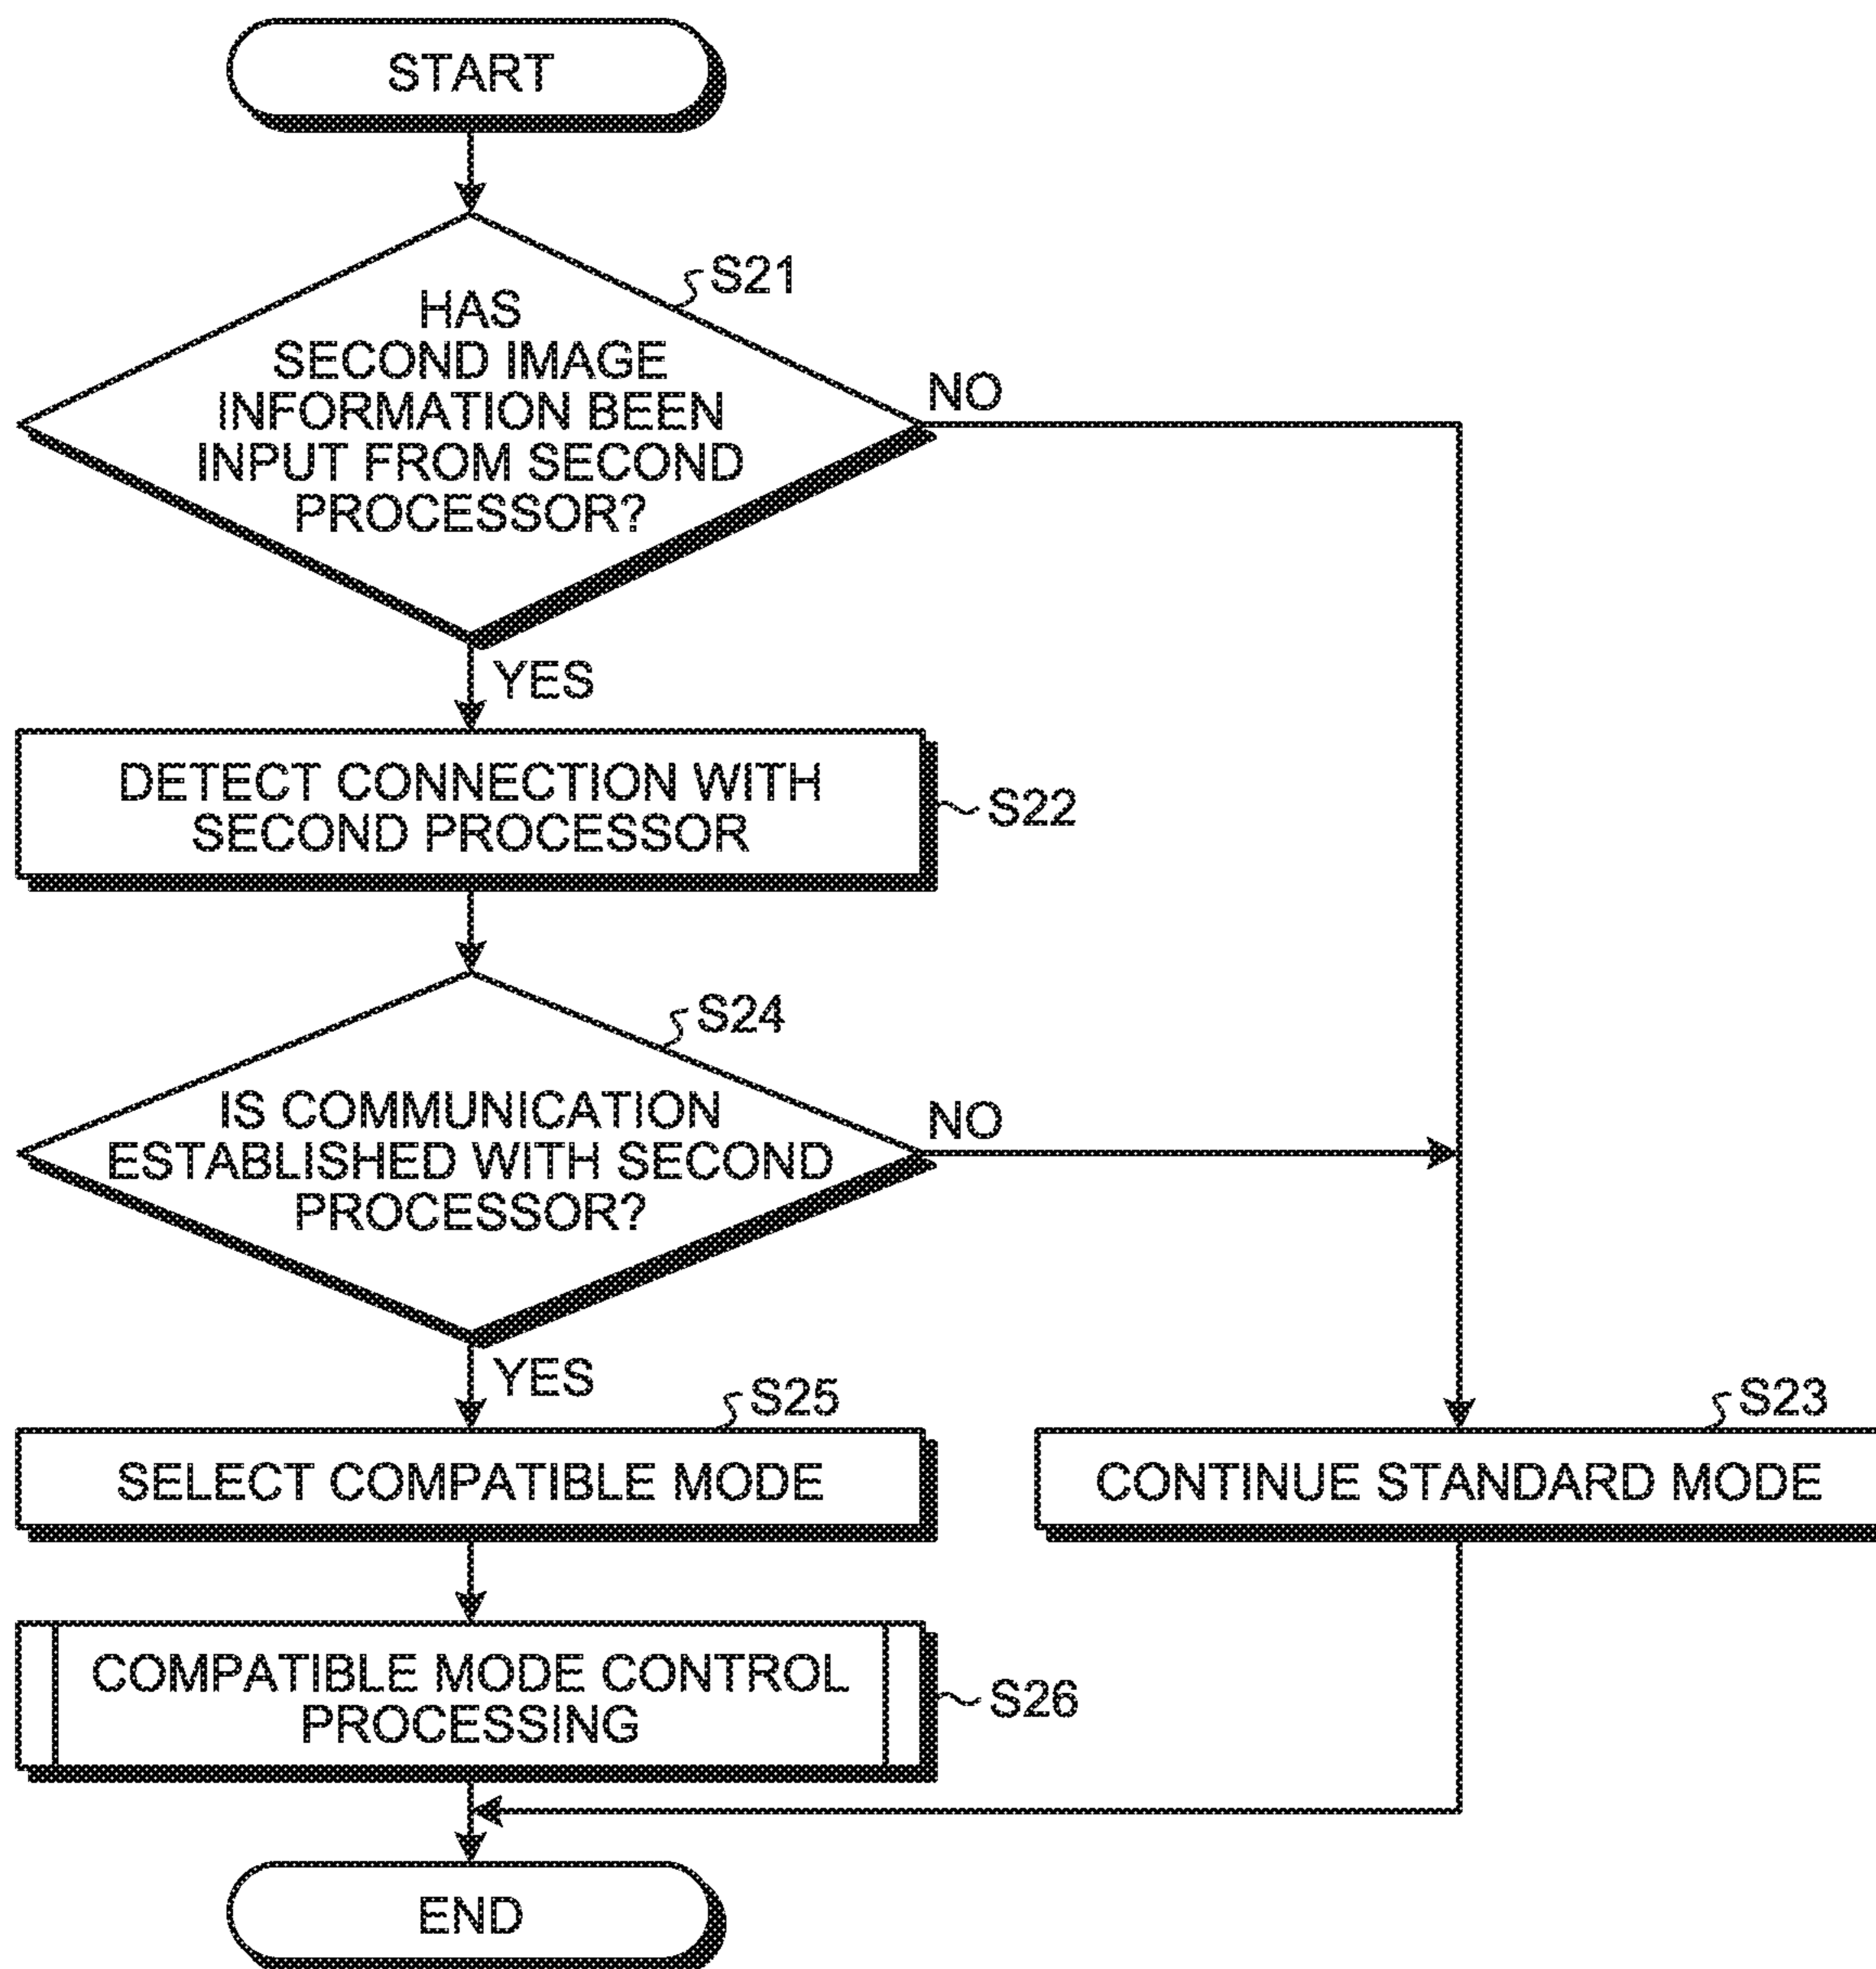 START
S21
HAS
SECOND IMAGE
INFORMATION BEEN
INPUT FROM SECOND
PROCESSOR?
NO
YES
DETECT CONNECTION WITH
SECOND PROCESSOR
S22
S24
IS COMMUNICATION
ESTABLISHED WITH SECOND
PROCESSOR?
NO
YES
S25
SELECT COMPATIBLE MODE
S23
CONTINUE STANDARD MODE
COMPATIBLE MODE CONTROL
PROCESSING
S26
END